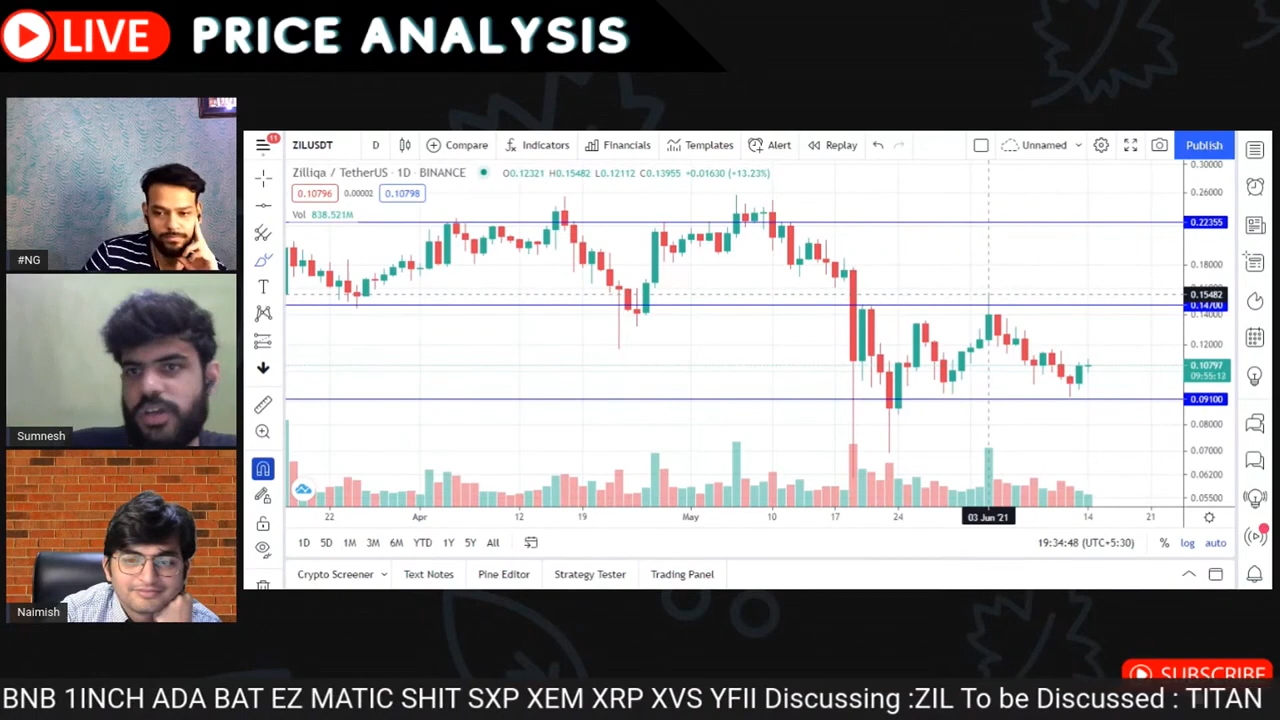 LIVE PRICE ANALYSIS
#NG
Sumnesh
Naimish
11
ZILUSDT D Compare Indicators Financials Templates Alert Replay Unnamed Publish
Zilliqa / TetherUS · 1D · BINANCE O0.12321 H0.15482 L0.12112 C0.13955 +0.01630 (+13.23%)
0.10796 0.00002 0.10798
Vol 838.521M
0.30000
0.26000
0.22355
0.18000
0.15482
0.14700
0.14000
0.12000
0.10797
09:55:12
0.09100
0.08000
0.07000
0.06200
0.05500
22 Apr 12 19 May 10 17 24 03 Jun '21 14 21
1D 5D 1M 3M 6M YTD 1Y 5Y All 19:34:48 (UTC+5:30) % log auto
Crypto Screener Text Notes Pine Editor Strategy Tester Trading Panel
SUBSCRIBE
BNB 1INCH ADA BAT EZ MATIC SHIT SXP XEM XRP XVS YFII Discussing :ZIL To be Discussed : TITAN